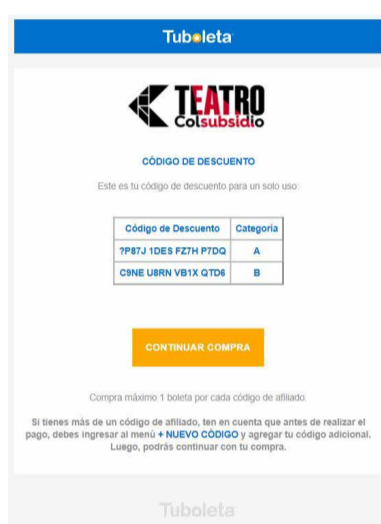 Tuboleta
TEATRO
Colsubsidio
CÓDIGO DE DESCUENTO
Este es tu código de descuento para un solo uso:
Código de Descuento Categoría
?P87J 1DES FZ7H P7DQ A
C9NE U8RN VB1X QTD6 B
CONTINUAR COMPRA
Compra máximo 1 boleta por cada código de afiliado.
Si tienes más de un código de afiliado, ten en cuenta que antes de realizar el
pago, debes ingresar al menú + NUEVO CÓDIGO y agregar tu código adicional.
Luego, podrás continuar con tu compra.
Tuboleta